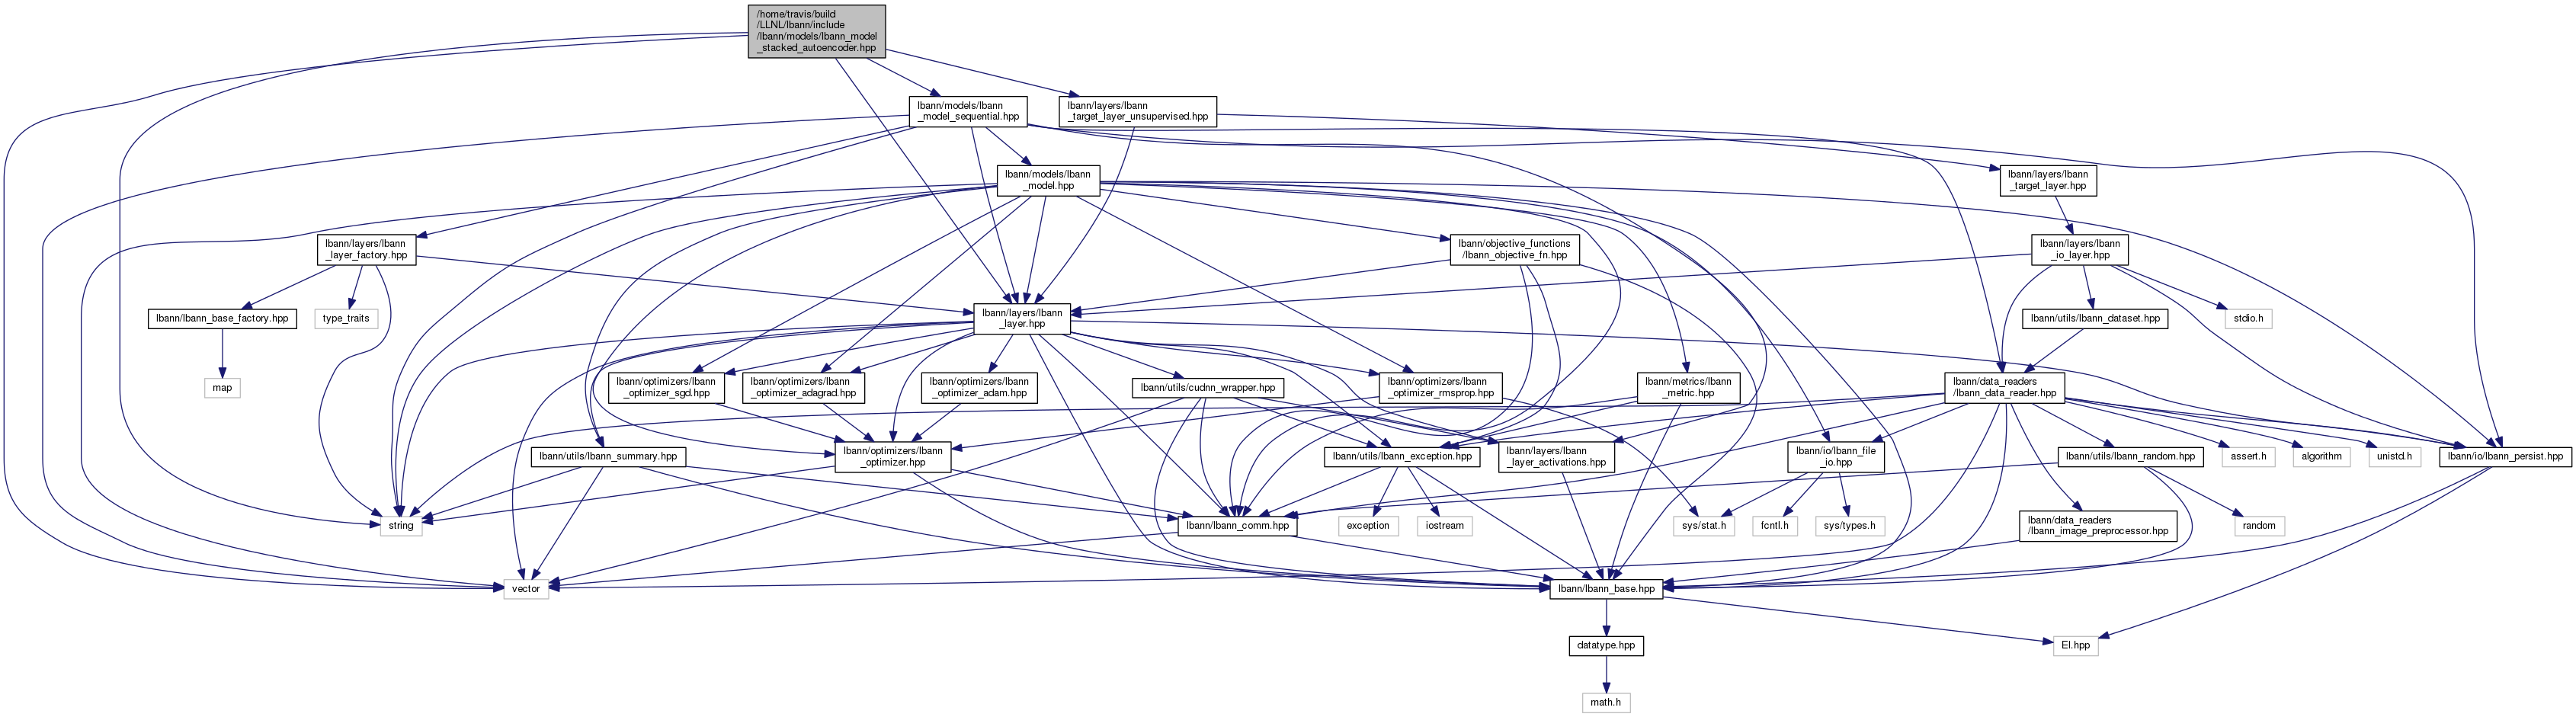 /home/travis/build
/LLNL/lbann/include
/lbann/models/lbann_model
_stacked_autoencoder.hpp
lbann/models/lbann
_model_sequential.hpp
lbann/layers/lbann
_target_layer_unsupervised.hpp
lbann/models/lbann
_model.hpp
lbann/layers/lbann
_target_layer.hpp
lbann/layers/lbann
_layer_factory.hpp
lbann/objective_functions
/lbann_objective_fn.hpp
lbann/layers/lbann
_io_layer.hpp
lbann/lbann_base_factory.hpp
type_traits
lbann/layers/lbann
_layer.hpp
lbann/utils/lbann_dataset.hpp
stdio.h
map
lbann/optimizers/lbann
_optimizer_sgd.hpp
lbann/optimizers/lbann
_optimizer_adagrad.hpp
lbann/optimizers/lbann
_optimizer_adam.hpp
lbann/utils/cudnn_wrapper.hpp
lbann/optimizers/lbann
_optimizer_rmsprop.hpp
lbann/metrics/lbann
_metric.hpp
lbann/data_readers
/lbann_data_reader.hpp
lbann/utils/lbann_summary.hpp
lbann/optimizers/lbann
_optimizer.hpp
lbann/utils/lbann_exception.hpp
lbann/layers/lbann
_layer_activations.hpp
lbann/io/lbann_file
_io.hpp
lbann/utils/lbann_random.hpp
assert.h
algorithm
unistd.h
lbann/io/lbann_persist.hpp
string
lbann/lbann_comm.hpp
exception
iostream
sys/stat.h
fcntl.h
sys/types.h
lbann/data_readers
/lbann_image_preprocessor.hpp
random
vector
lbann/lbann_base.hpp
datatype.hpp
El.hpp
math.h